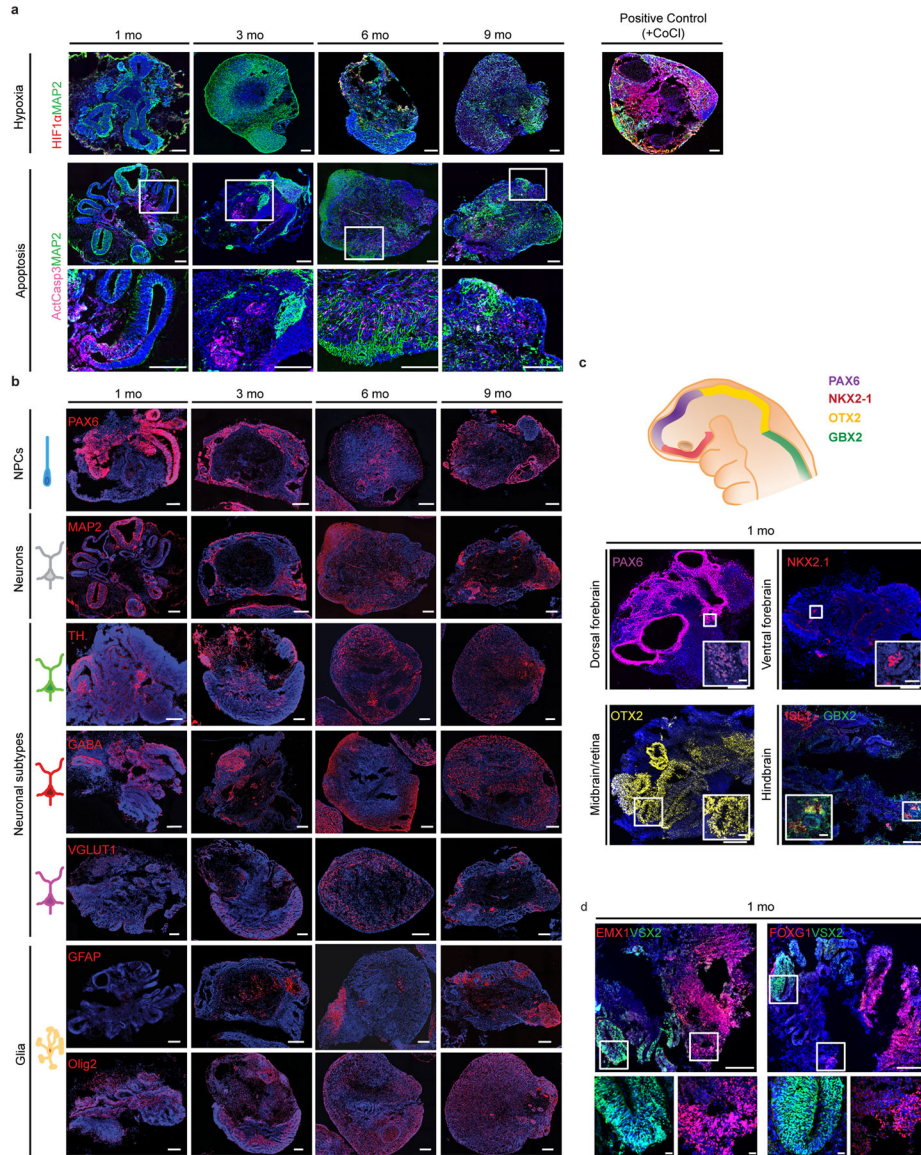 a
1 mo
3 mo
6 mo
9 mo
Positive Control
(+CoCl)
Hypoxia
HIF1αMAP2
Apoptosis
ActCasp3MAP2
b
1 mo
3 mo
6 mo
9 mo
NPCs
PAX6
Neurons
MAP2
Neuronal subtypes
TH.
GABA
VGLUT1
Glia
GFAP
Olig2
c
PAX6
NKX2-1
OTX2
GBX2
1 mo
Dorsal forebrain
PAX6
Ventral forebrain
NKX2.1
Midbrain/retina
OTX2
Hindbrain
ISL1 GBX2
d
1 mo
EMX1VSX2
FOXG1VSX2